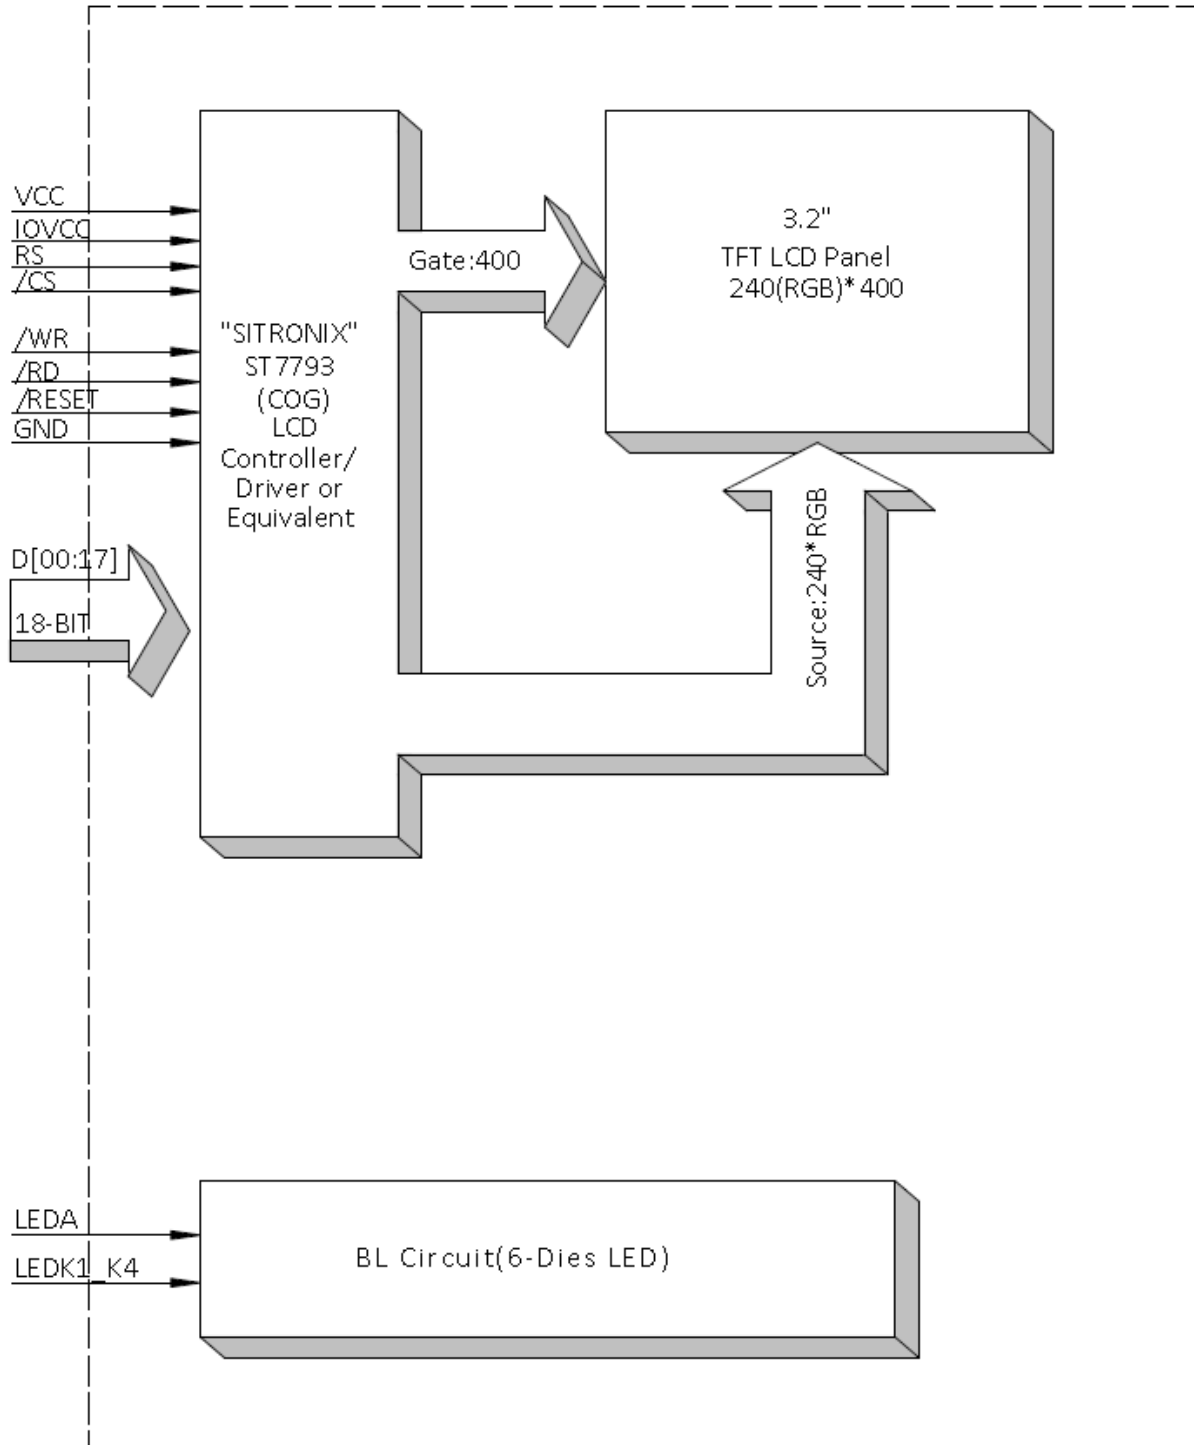 VCC
IOVCC
RS
/CS
/WR
/RD
/RESET
GND
D[00:17]
18-BIT
"SITRONIX"
ST7793
(COG)
LCD
Controller/
Driver or
Equivalent
Gate:400
3.2"
TFT LCD Panel
240(RGB)*400
Source:240*RGB
LEDA
LEDK1_K4
BL Circuit(6-Dies LED)